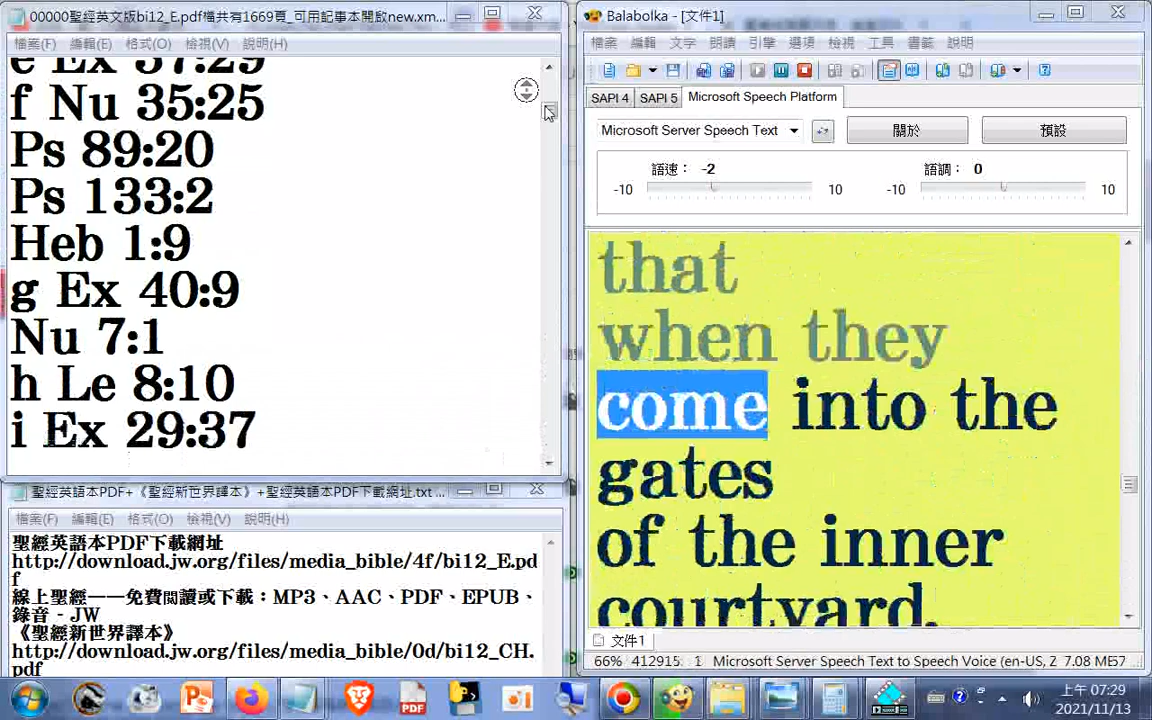 00000聖經英文版bi12_E.pdf檔共有1669頁_可用記事本開啟new.xm...
檔案(F) 編輯(E) 格式(O) 檢視(V) 說明(H)
e Ex 37:29
f Nu 35:25
Ps 89:20
Ps 133:2
Heb 1:9
g Ex 40:9
Nu 7:1
h Le 8:10
i Ex 29:37
聖經英語本PDF+《聖經新世界譯本》+聖經英語本PDF下載網址.txt ...
檔案(F) 編輯(E) 格式(O) 檢視(V) 說明(H)
聖經英語本PDF下載網址
http://download.jw.org/files/media_bible/4f/bi12_E.pd
f
線上聖經——免費閱讀或下載：MP3、AAC、PDF、EPUB、
錄音 - JW
《聖經新世界譯本》
http://download.jw.org/files/media_bible/0d/bi12_CH.
pdf
Balabolka - [文件1]
檔案 編輯 文字 朗讀 引擎 選項 檢視 工具 書籤 說明
SAPI 4 SAPI 5 Microsoft Speech Platform
Microsoft Server Speech Text 關於 預設
語速： -2 語調： 0
-10 10 -10 10
that
when they
come into the
gates
of the inner
courtyard,
文件1
66% 412915: 1 Microsoft Server Speech Text to Speech Voice (en-US, Z 7.08 ME57
上午 07:29
2021/11/13